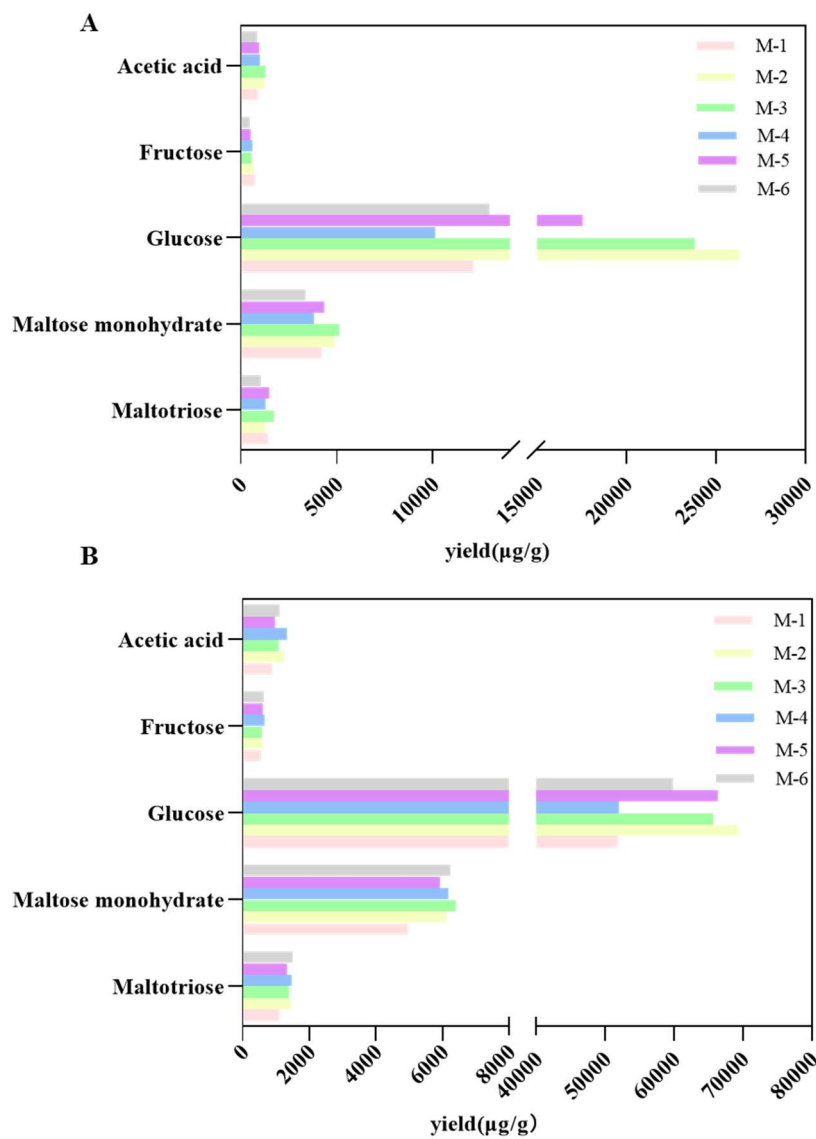 A
Acetic acid
Fructose
Glucose
Maltose monohydrate
Maltotriose
M-1
M-2
M-3
M-4
M-5
M-6
0 5000 10000 15000 20000 25000 30000
yield(µg/g)
B
Acetic acid
Fructose
Glucose
Maltose monohydrate
Maltotriose
M-1
M-2
M-3
M-4
M-5
M-6
0 2000 4000 6000 8000 40000 50000 60000 70000 80000
yield(µg/g）